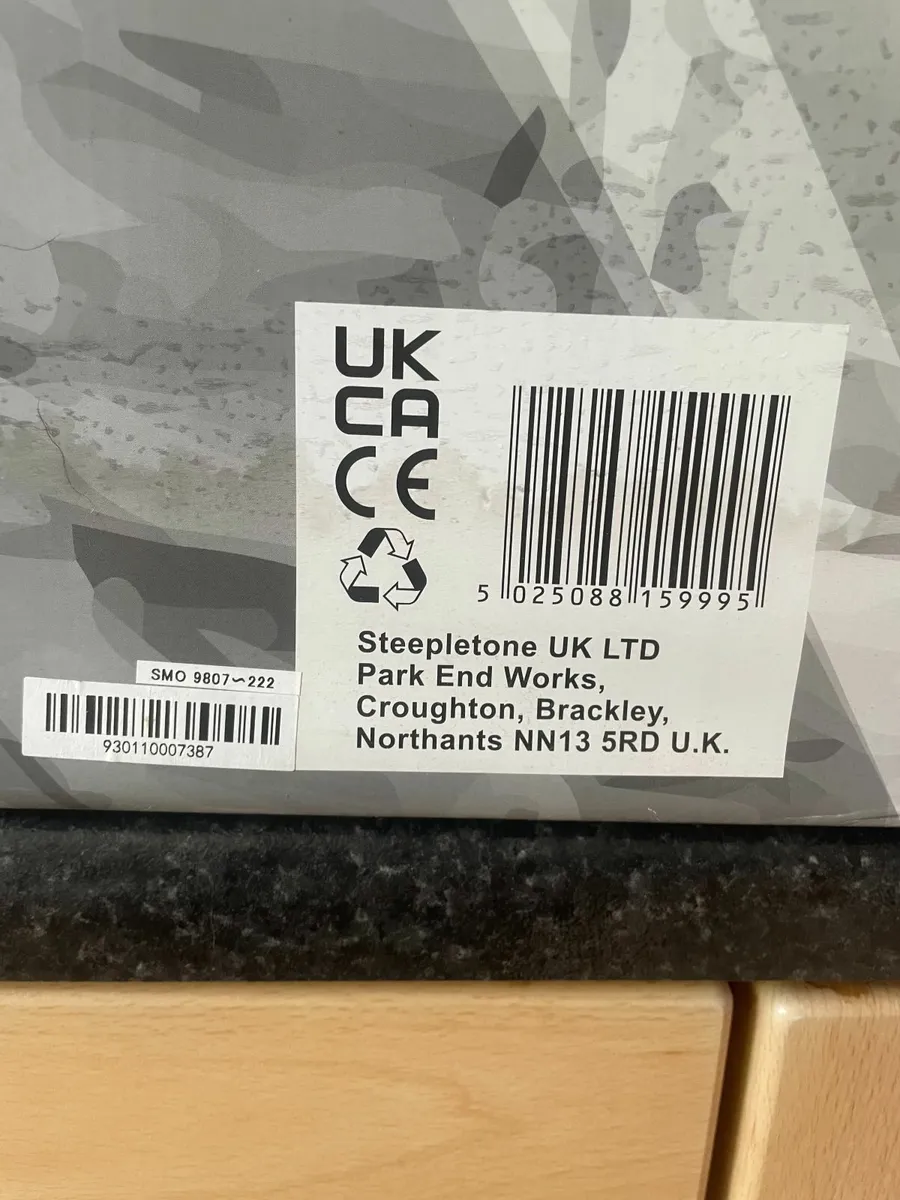 UK
CA
CE
5 025088 159995
Steepletone UK LTD
Park End Works,
Croughton, Brackley,
Northants NN13 5RD U.K.
SMO 9807~222
930110007387